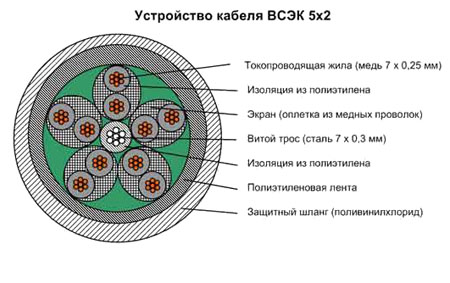 Устройство кабеля ВСЭК 5х2
Токопроводящая жила (медь 7 х 0,25 мм)
Изоляция из полиэтилена
Экран (оплетка из медных проволок)
Витой трос (сталь 7 х 0,3 мм)
Изоляция из полиэтилена
Полиэтиленовая лента
Защитный шланг (поливинилхлорид)